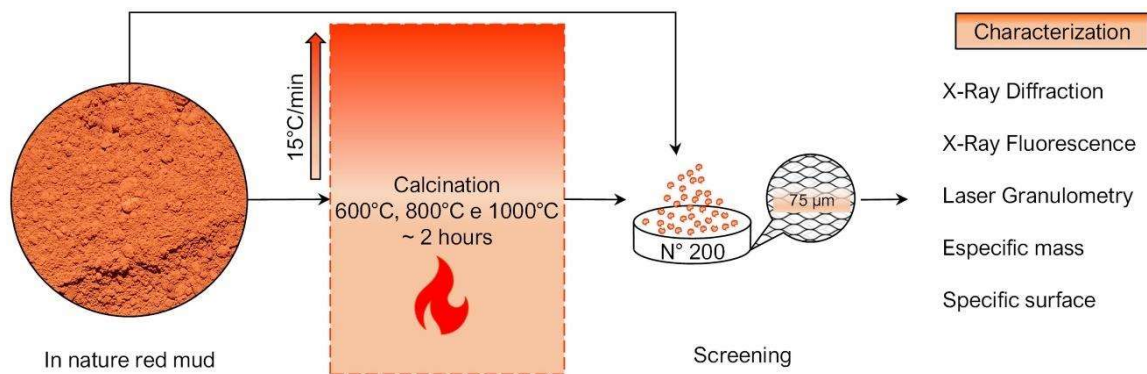 In nature red mud
15°C/min
Calcination
600°C, 800°C e 1000°C
~ 2 hours
N° 200
75 µm
Screening
Characterization
X-Ray Diffraction
X-Ray Fluorescence
Laser Granulometry
Especific mass
Specific surface